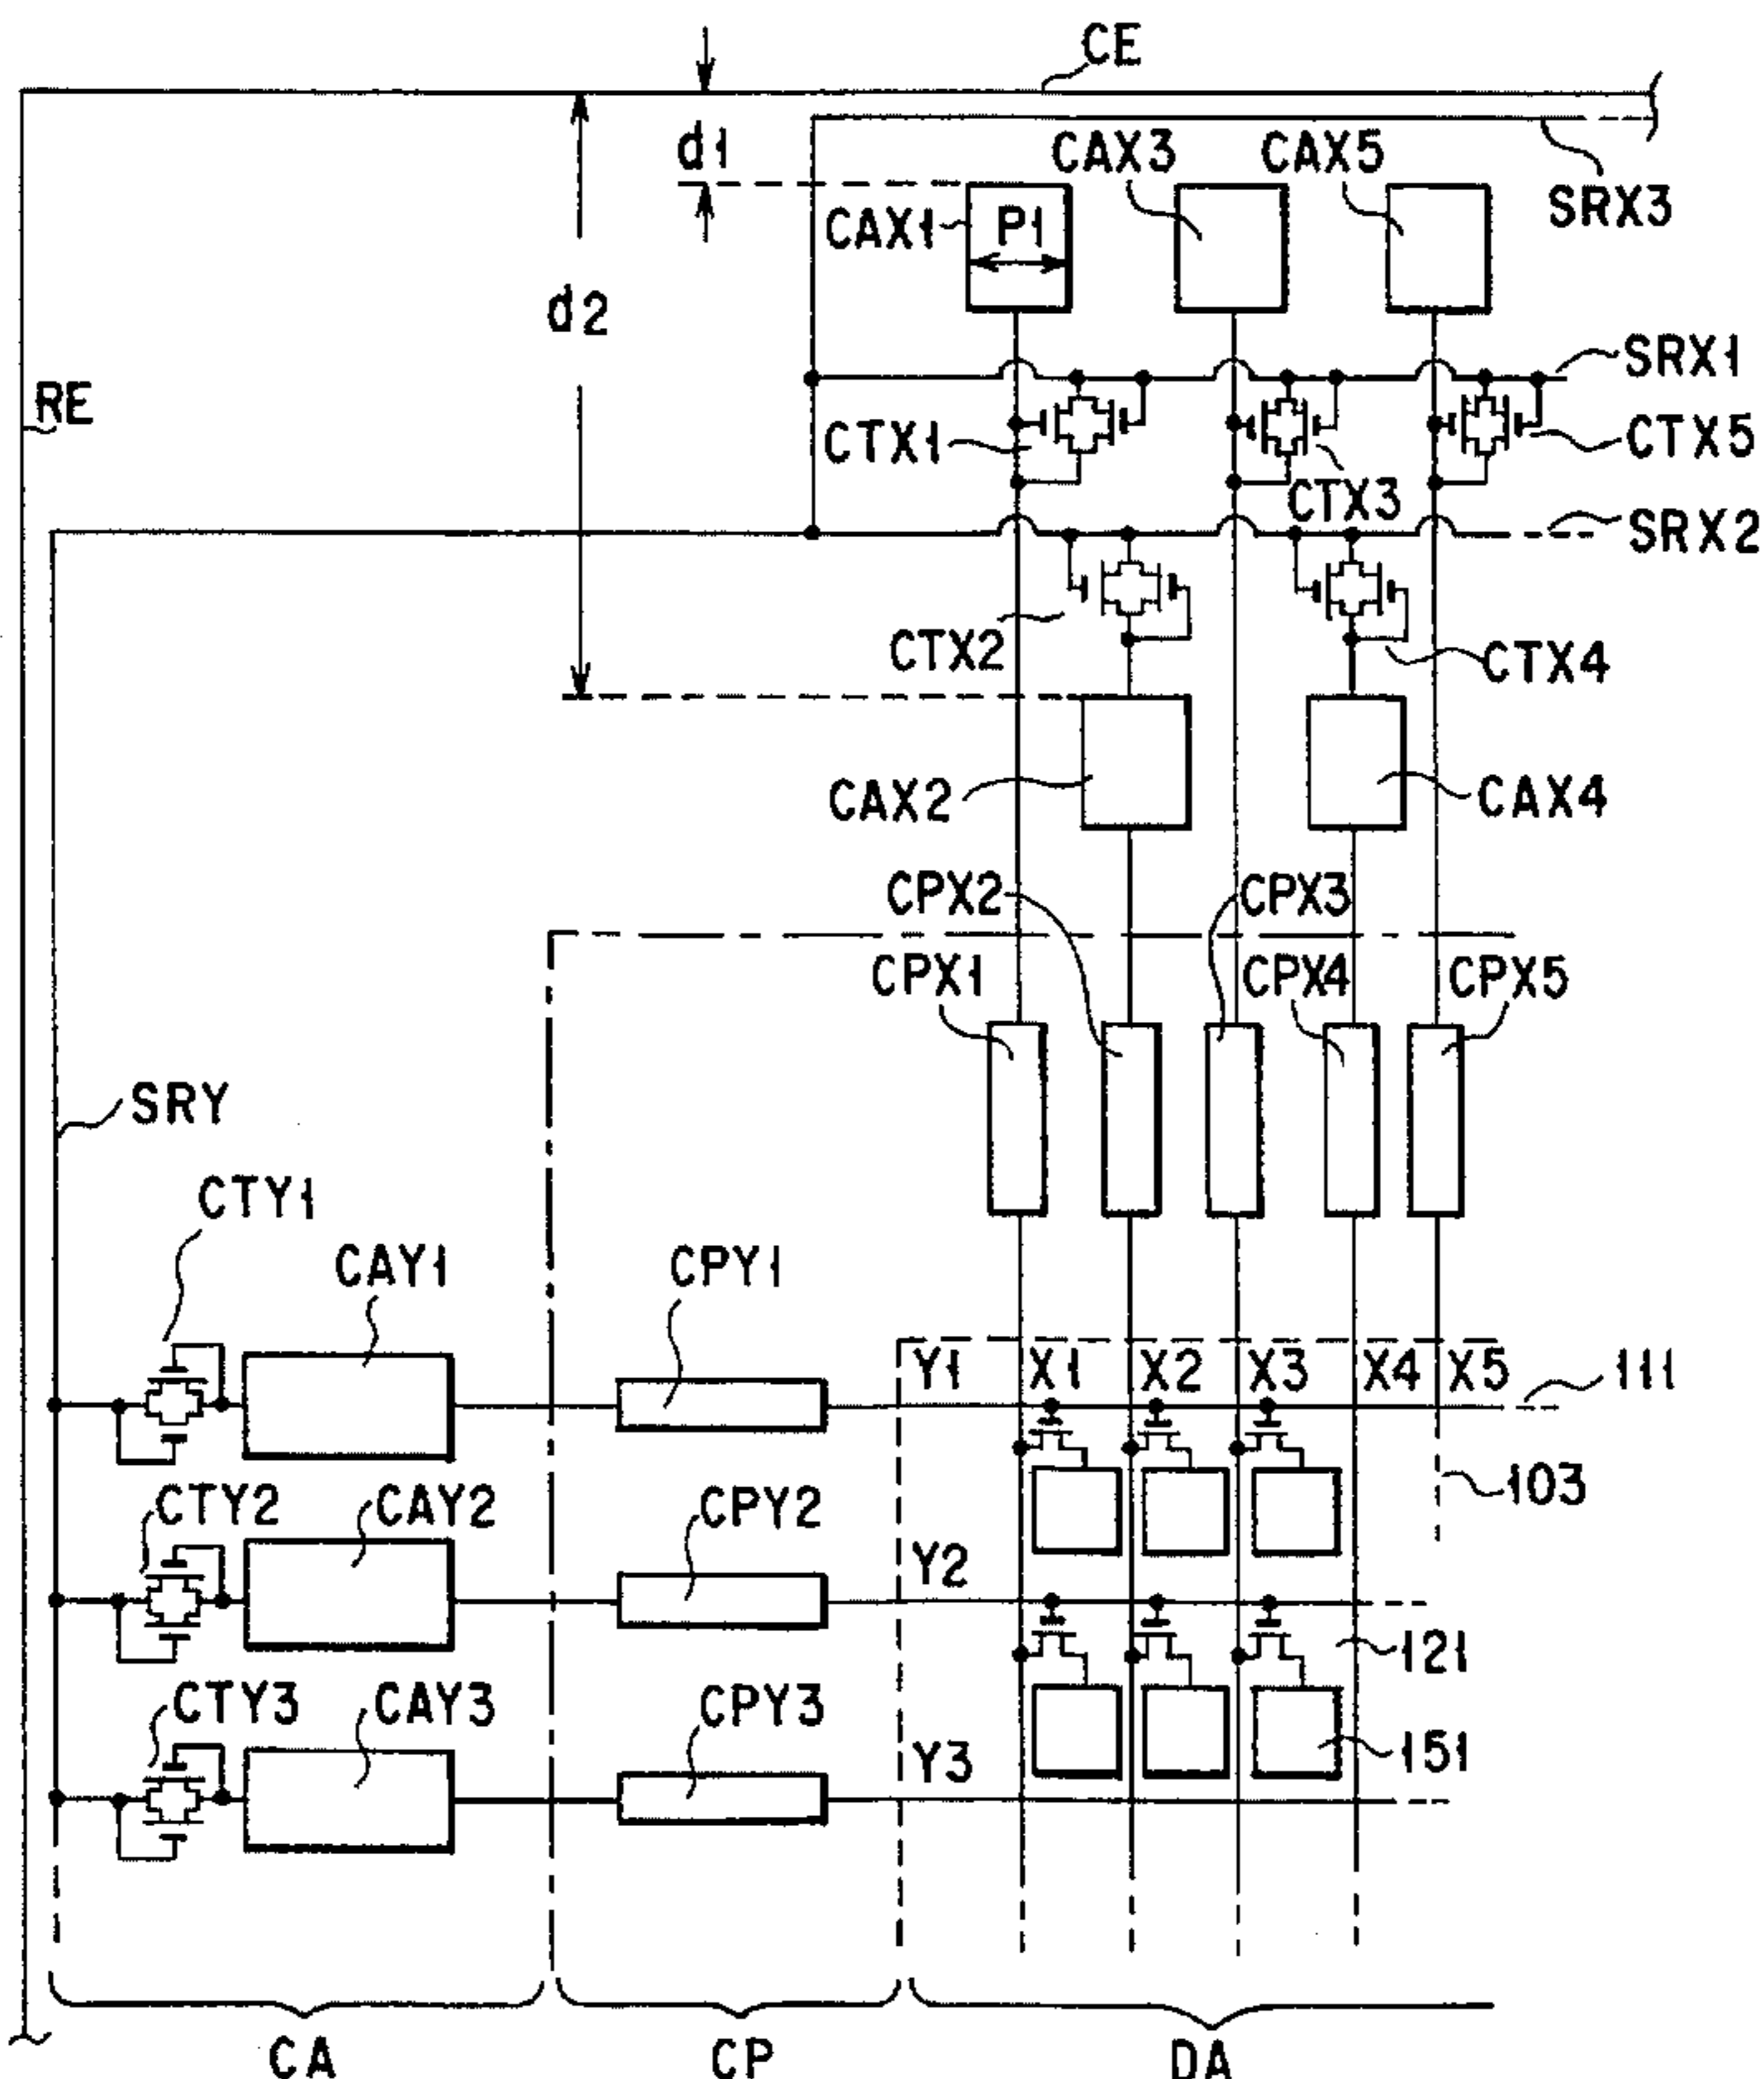 CE
d1
CAX3 CAX5
SRX3
CAX1 P1
d2
SRX1
RE
CTX1
CTX5
CTX3
SRX2
CTX2
CTX4
CAX2
CAX4
CPX2 CPX3
CPX1 CPX4 CPX5
SRY
CTY1
CAY1 CPY1
Y1 X1 X2 X3 X4 X5 111
103
CTY2 CAY2 CPY2
Y2
121
CTY3 CAY3 CPY3
Y3
151
CA CP DA